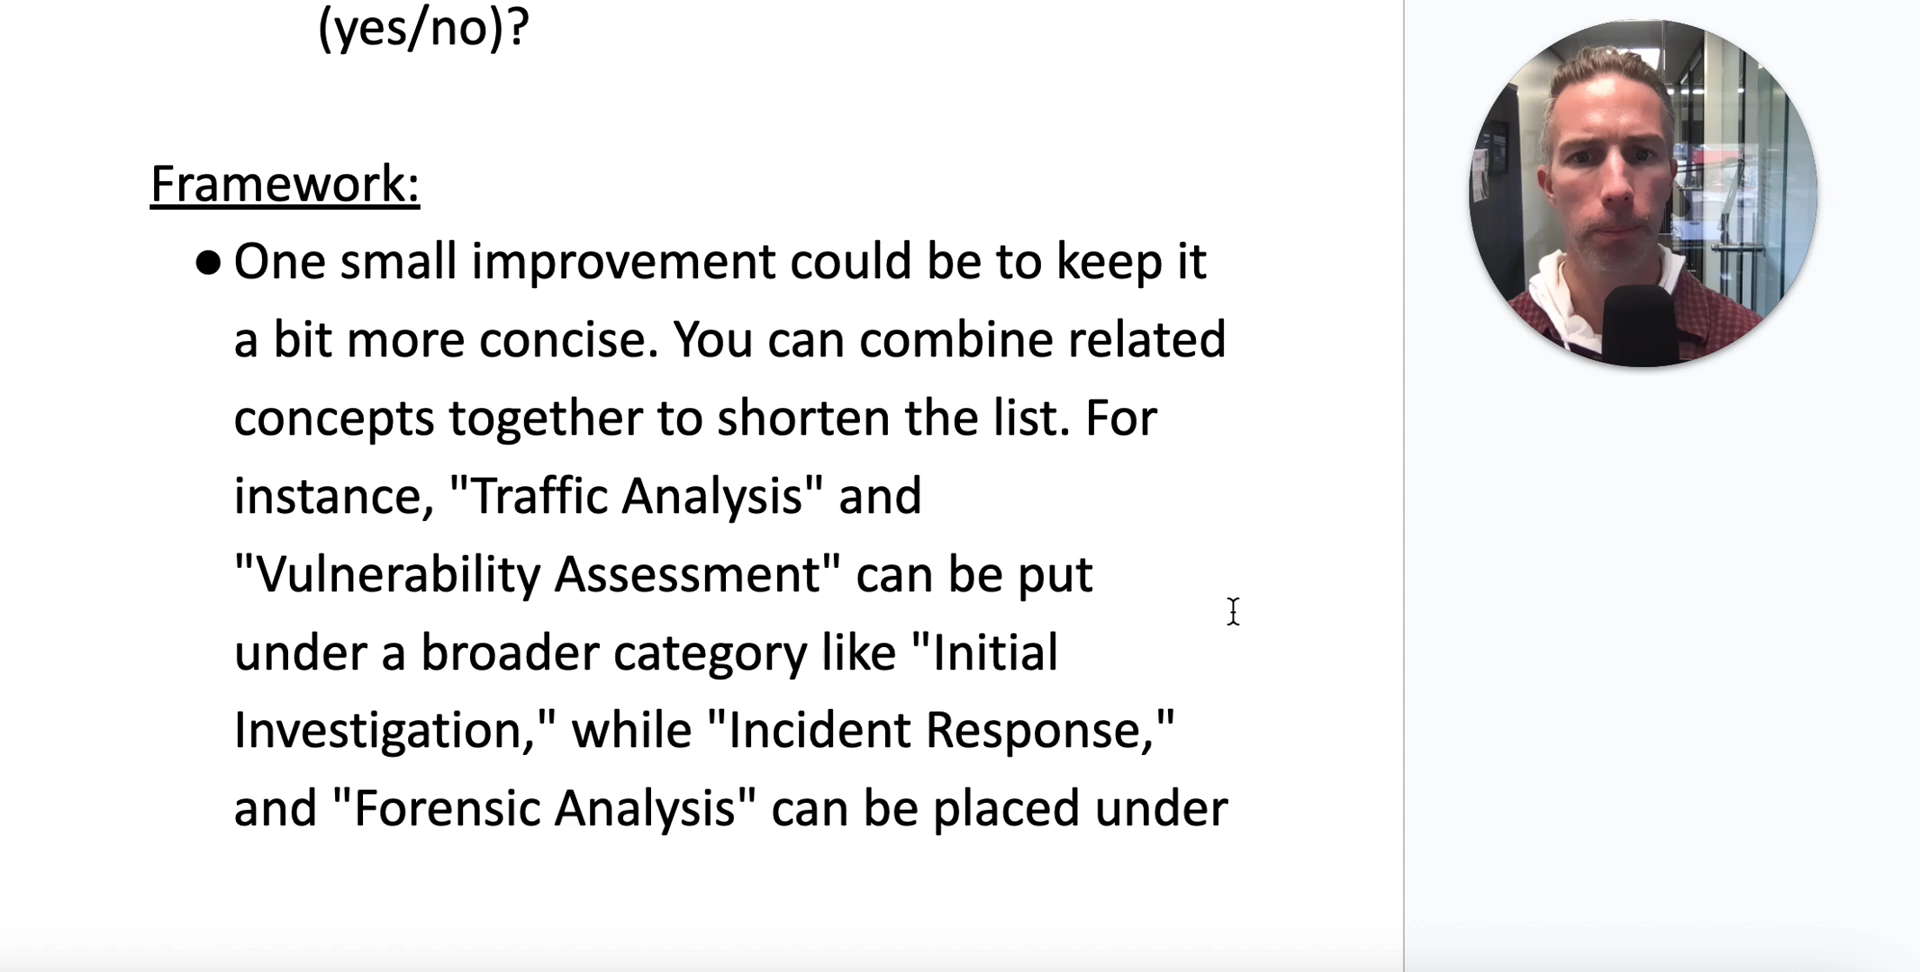 (yes/no)?
Framework:
● One small improvement could be to keep it
a bit more concise. You can combine related
concepts together to shorten the list. For
instance, "Traffic Analysis" and
"Vulnerability Assessment" can be put
under a broader category like "Initial
Investigation," while "Incident Response,"
and "Forensic Analysis" can be placed under